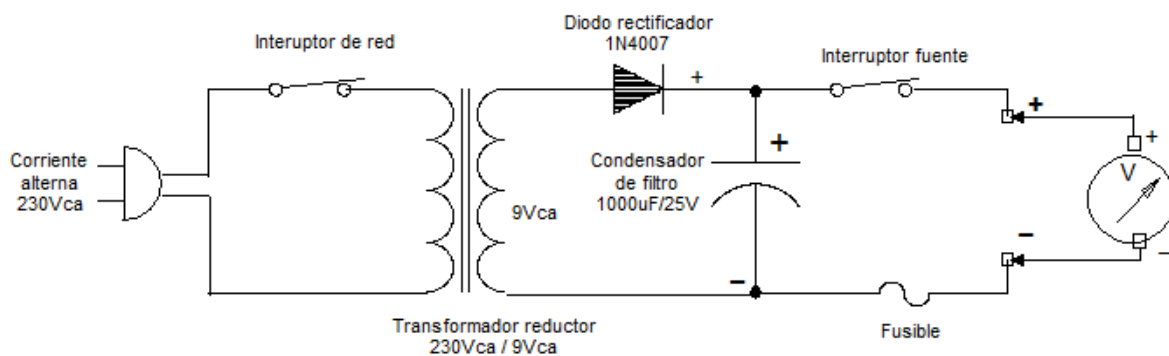 Interuptor de red
Diodo rectificador
1N4007
Interruptor fuente
+
+
+
Corriente
alterna
230Vca
9Vca
Condensador
de filtro
1000uF/25V
+
V
−
−
−
Transformador reductor
230Vca / 9Vca
Fusible